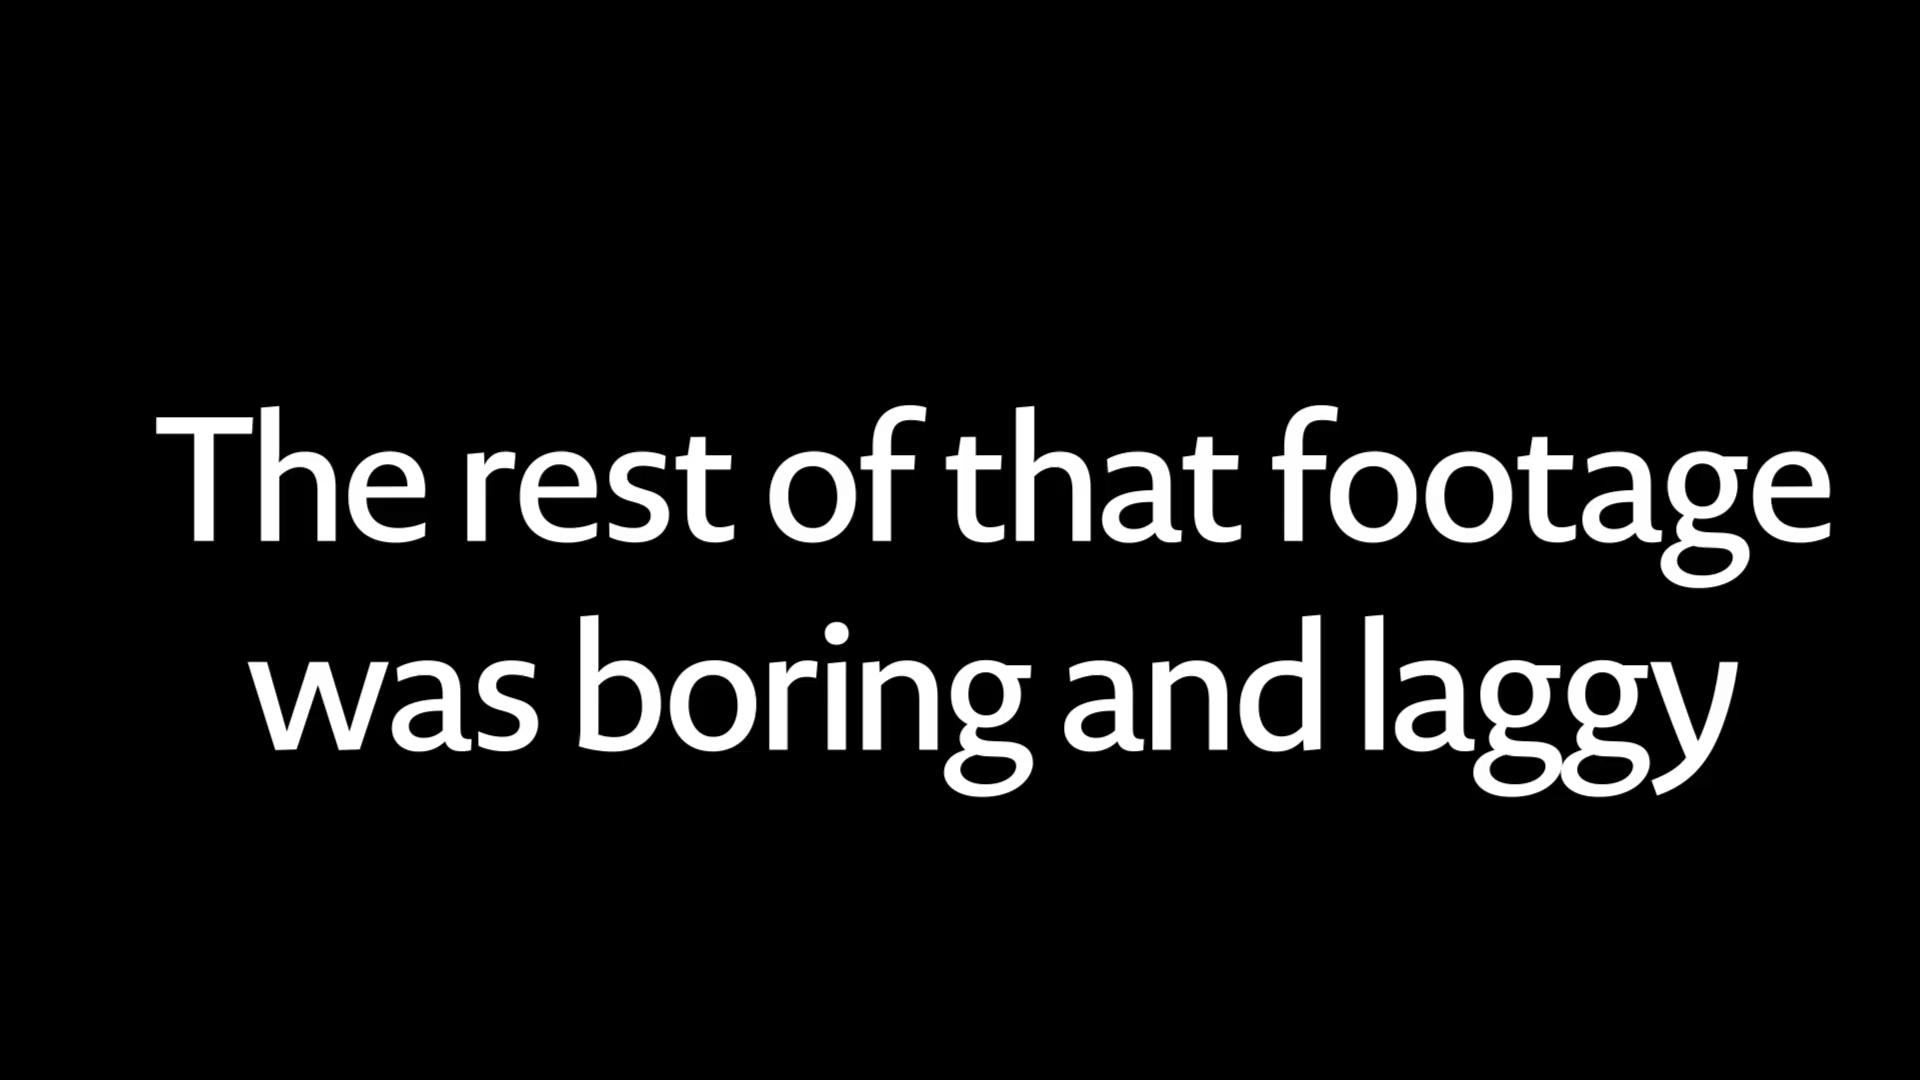 The rest of that footage
was boring and laggy